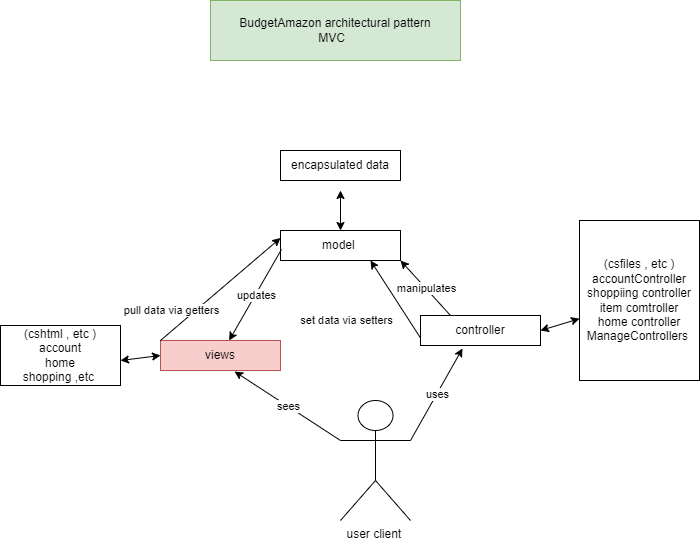 BudgetAmazon architectural pattern
MVC
encapsulated data
model
(csfiles , etc )
accountController
shoppiing controller
item comtroller
home controller
ManageControllers
manipulates
updates
pull data via getters
set data via setters
controller
(cshtml , etc )
account
home
shopping ,etc
views
uses
sees
user client